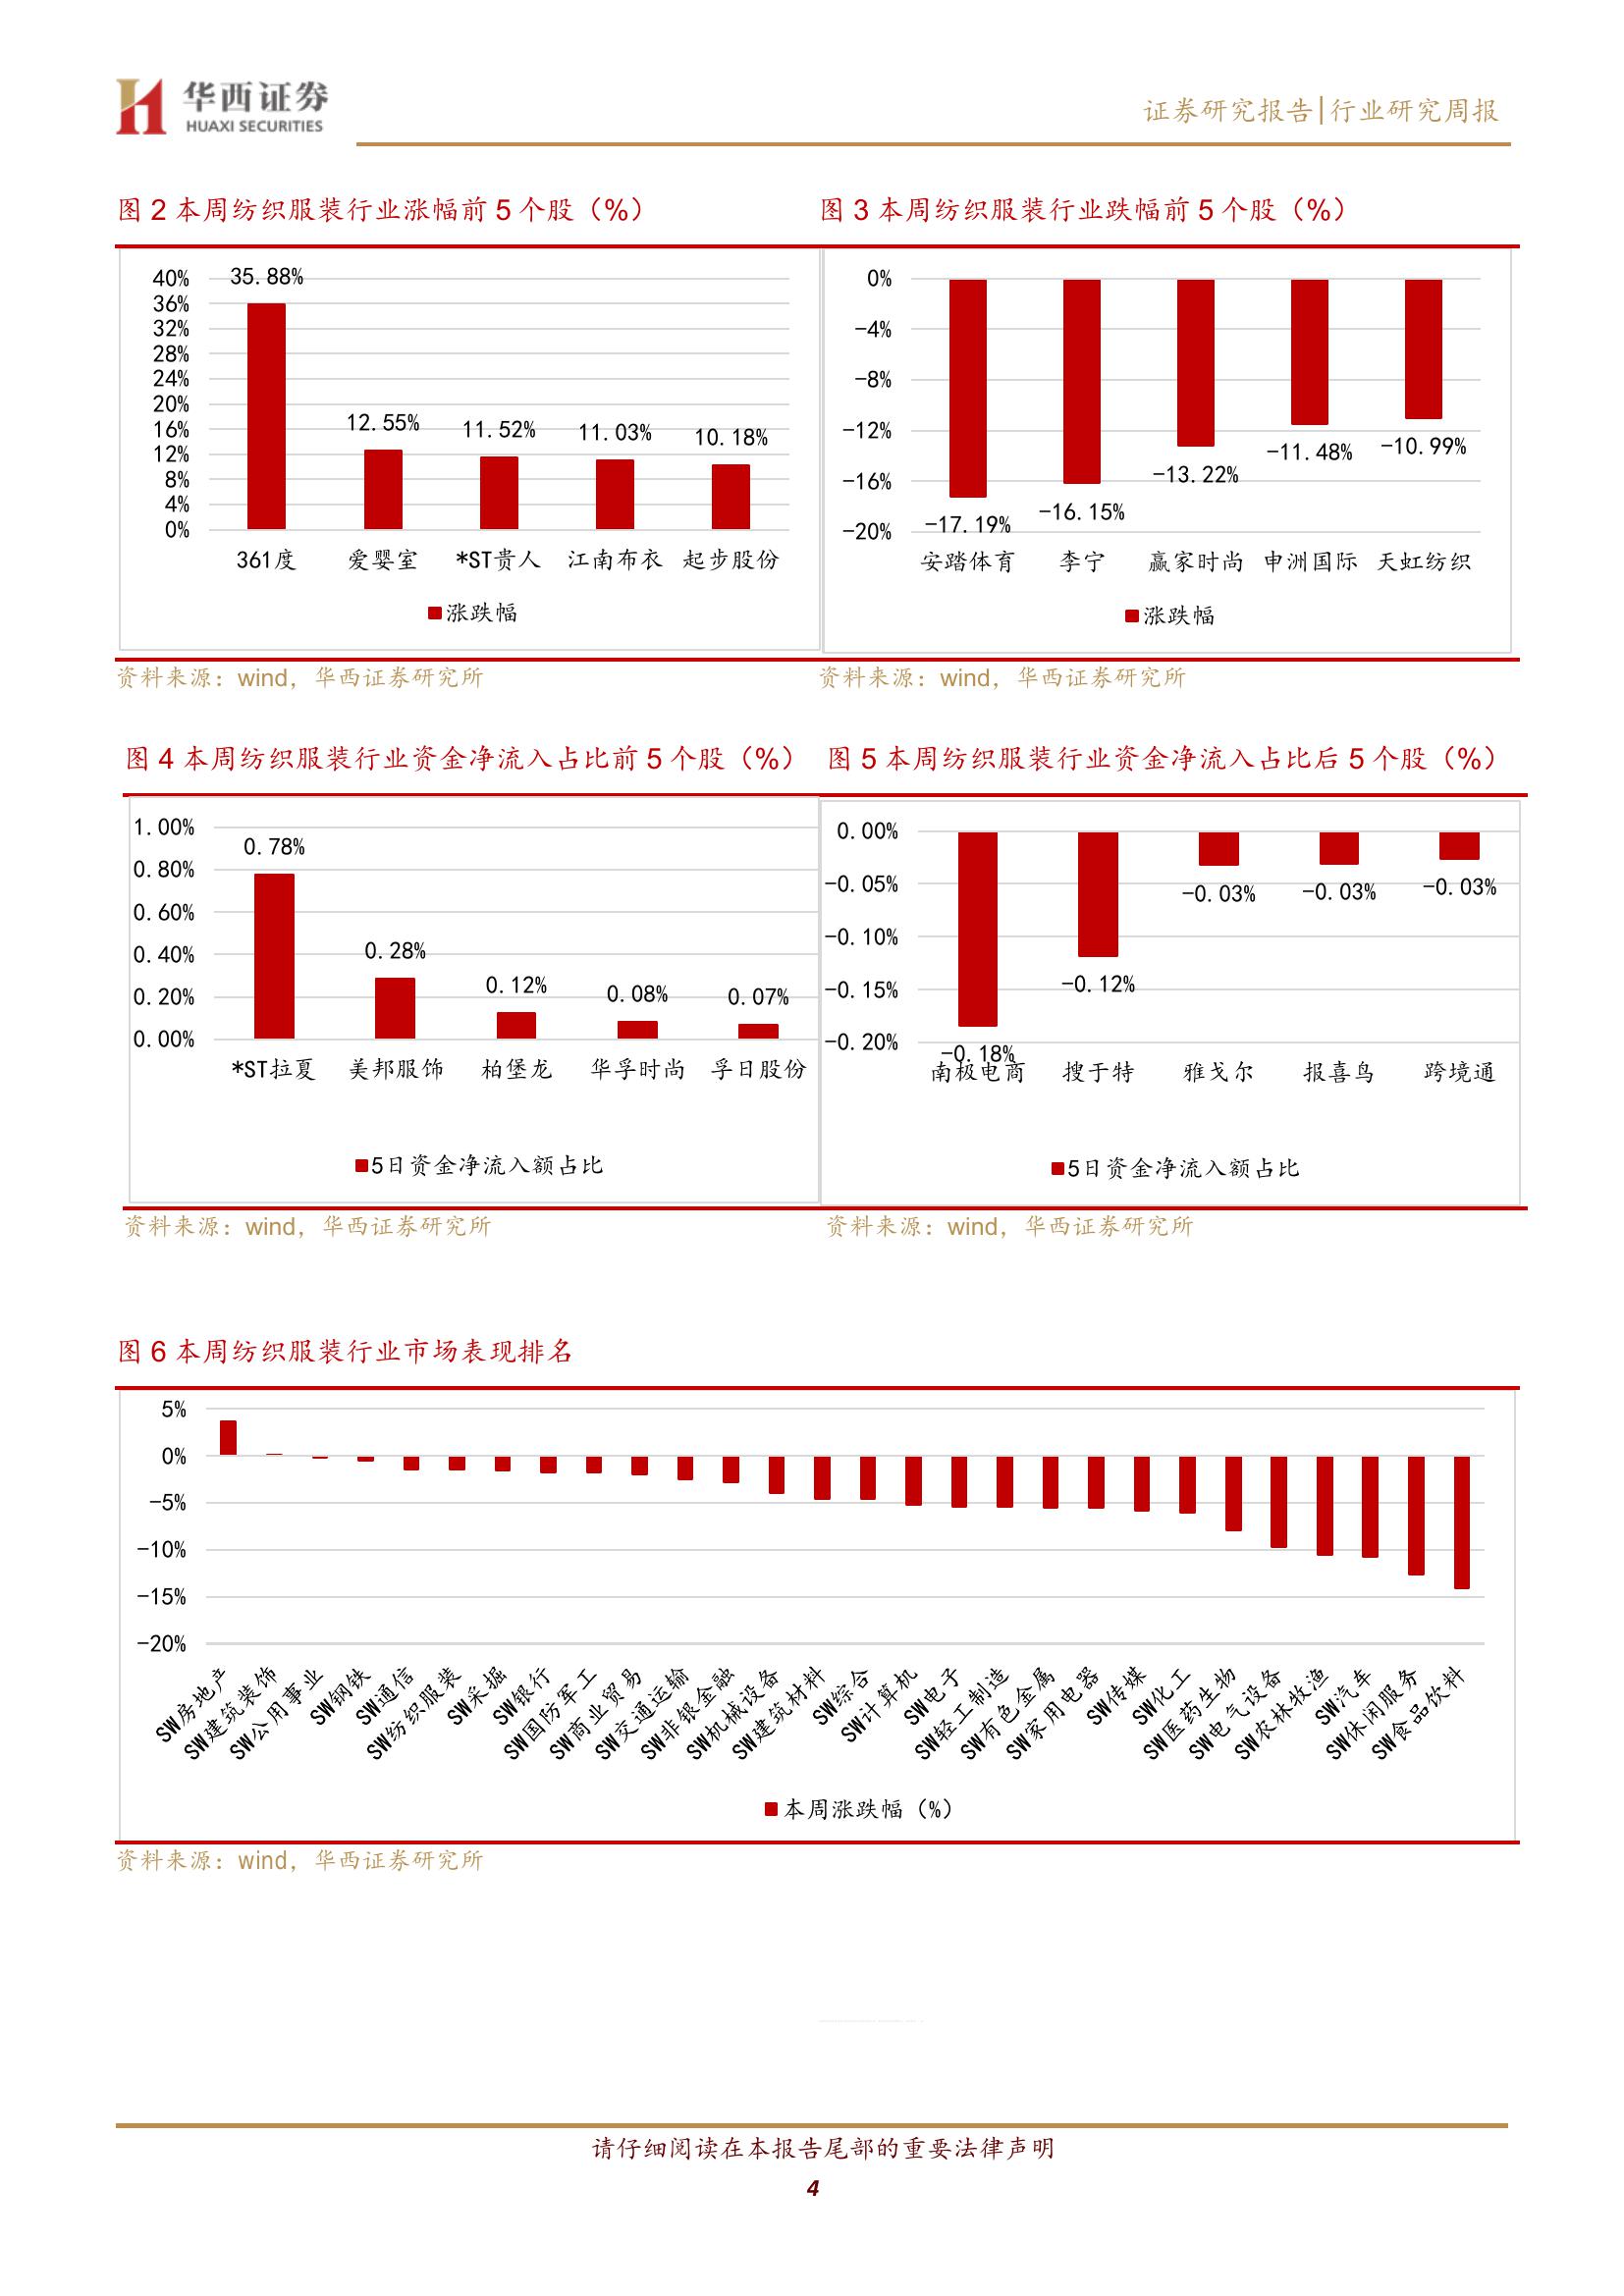 华西证券
HUAXI SECURITIES
证券研究报告|行业研究周报
图 2 本周纺织服装行业涨幅前 5 个股（%）
40%
36%
32%
28%
24%
20%
16%
12%
8%
4%
0%
35.88%
12.55%
11.52%
11.03%
10.18%
361度 爱婴室 *ST贵人 江南布衣 起步股份
涨跌幅
资料来源：wind，华西证券研究所
图 3 本周纺织服装行业跌幅前 5 个股（%）
0%
-4%
-8%
-12%
-16%
-20%
-17.19%
-16.15%
-13.22%
-11.48%
-10.99%
安踏体育 李宁 赢家时尚 申洲国际 天虹纺织
涨跌幅
资料来源：wind，华西证券研究所
图 4 本周纺织服装行业资金净流入占比前 5 个股（%）
1.00%
0.80%
0.60%
0.40%
0.20%
0.00%
0.78%
0.28%
0.12%
0.08%
0.07%
*ST拉夏 美邦服饰 柏堡龙 华孚时尚 孚日股份
5日资金净流入额占比
资料来源：wind，华西证券研究所
图 5 本周纺织服装行业资金净流入占比后 5 个股（%）
0.00%
-0.05%
-0.10%
-0.15%
-0.20%
-0.18%
-0.12%
-0.03%
-0.03%
-0.03%
南极电商 搜于特 雅戈尔 报喜鸟 跨境通
5日资金净流入额占比
资料来源：wind，华西证券研究所
图 6 本周纺织服装行业市场表现排名
5%
0%
-5%
-10%
-15%
-20%
SW房地产
SW建筑装饰
SW公用事业
SW钢铁
SW通信
SW纺织服装
SW采掘
SW银行
SW国防军工
SW商业贸易
SW交通运输
SW非银金融
SW机械设备
SW建筑材料
SW综合
SW计算机
SW电子
SW轻工制造
SW有色金属
SW家用电器
SW传媒
SW化工
SW医药生物
SW电气设备
SW农林牧渔
SW汽车
SW休闲服务
SW食品饮料
本周涨跌幅（%）
资料来源：wind，华西证券研究所
请仔细阅读在本报告尾部的重要法律声明
4